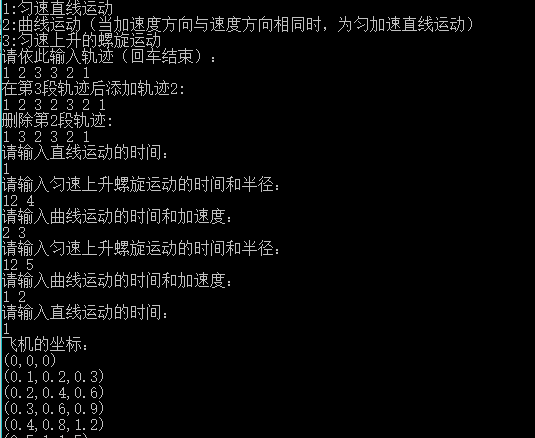 1:匀速直线运动
2:曲线运动（当加速度方向与速度方向相同时，为匀加速直线运动）
3:匀速上升的螺旋运动
请依此输入轨迹（回车结束）：
1 2 3 3 2 1
在第3段轨迹后添加轨迹2:
1 2 3 2 3 2 1
删除第2段轨迹:
1 3 2 3 2 1
请输入直线运动的时间：
1
请输入匀速上升螺旋运动的时间和半径：
12 4
请输入曲线运动的时间和加速度：
2 3
请输入匀速上升螺旋运动的时间和半径：
12 5
请输入曲线运动的时间和加速度：
1 2
请输入直线运动的时间：
1
飞机的坐标：
(0,0,0)
(0.1,0.2,0.3)
(0.2,0.4,0.6)
(0.3,0.6,0.9)
(0.4,0.8,1.2)
(0.5,1,1.5)